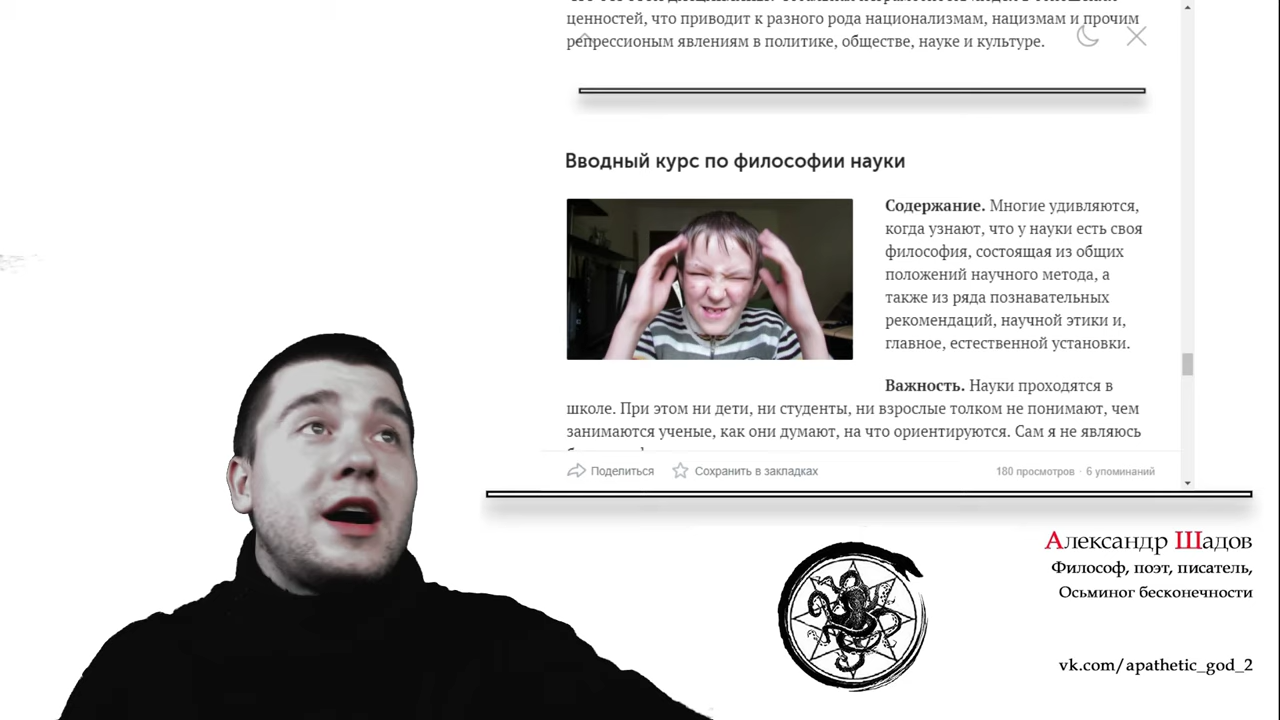 ценностей, что приводит к разного рода национализмам, нацизмам и прочим
репрессионым явлениям в политике, обществе, науке и культуре.
Вводный курс по философии науки
Содержание. Многие удивляются,
когда узнают, что у науки есть своя
философия, состоящая из общих
положений научного метода, а
также из ряда познавательных
рекомендаций, научной этики и,
главное, естественной установки.
Важность. Науки проходятся в
школе. При этом ни дети, ни студенты, ни взрослые толком не понимают, чем
занимаются ученые, как они думают, на что ориентируются. Сам я не являюсь
Поделиться Сохранить в закладках 180 просмотров · 6 упоминаний
Александр Шадов
Философ, поэт, писатель,
Осьминог бесконечности
vk.com/apathetic_god_2